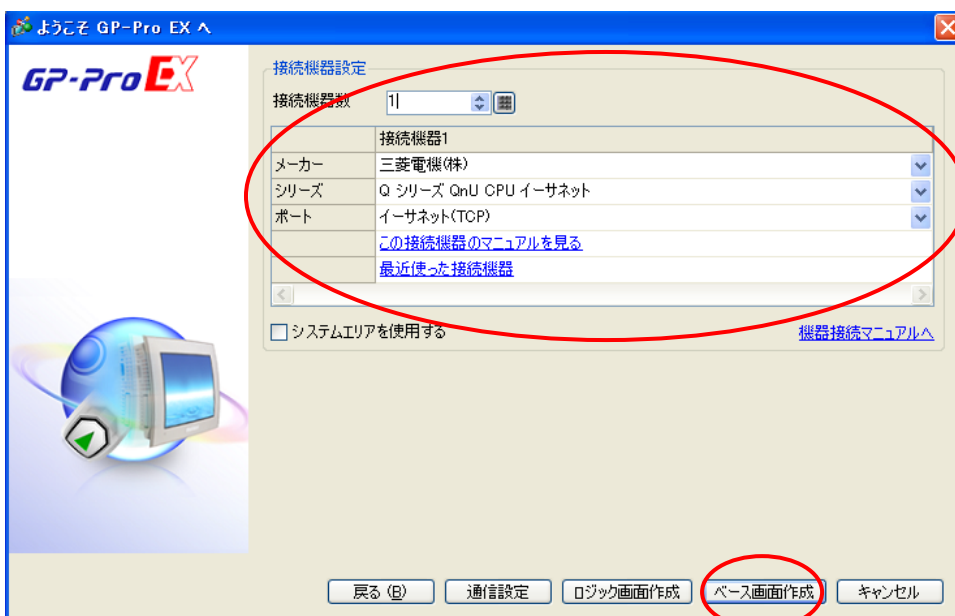 ようこそ GP-Pro EX へ
GP-Pro EX
接続機器設定
接続機器数 1
接続機器1
メーカー 三菱電機(株)
シリーズ Q シリーズ QnU CPU イーサネット
ポート イーサネット(TCP)
この接続機器のマニュアルを見る
最近使った接続機器
システムエリアを使用する 機器接続マニュアルへ
戻る (B) 通信設定 ロジック画面作成 ベース画面作成 キャンセル